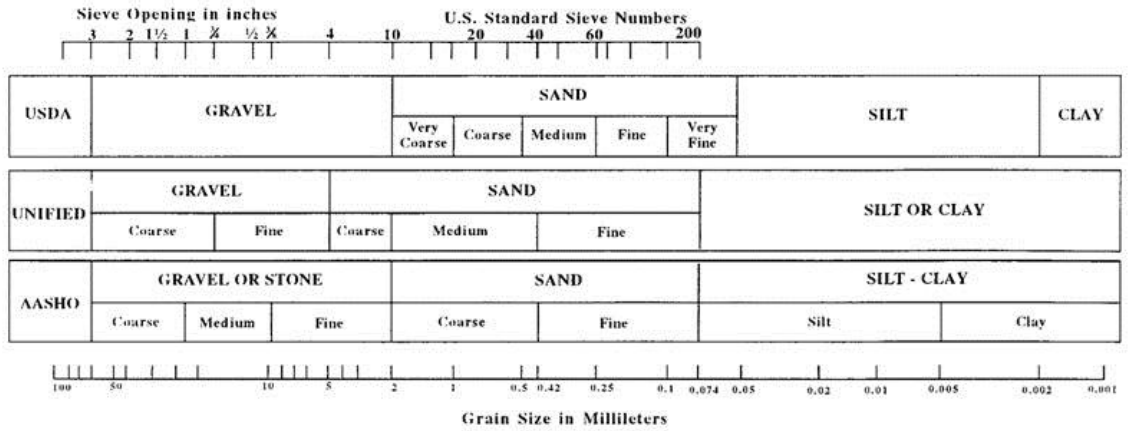 Sieve Opening in inches U.S. Standard Sieve Numbers
3 2 1½ 1 ¾ ½ ⅜ 4 10 20 40 60 200
USDA GRAVEL SAND SILT CLAY
Very Coarse Coarse Medium Fine Very Fine
UNIFIED GRAVEL SAND SILT OR CLAY
Coarse Fine Coarse Medium Fine
AASHO GRAVEL OR STONE SAND SILT - CLAY
Coarse Medium Fine Coarse Fine Silt Clay
100 50 10 5 2 1 0.5 0.42 0.25 0.1 0.074 0.05 0.02 0.01 0.005 0.002 0.001
Grain Size in Millileters